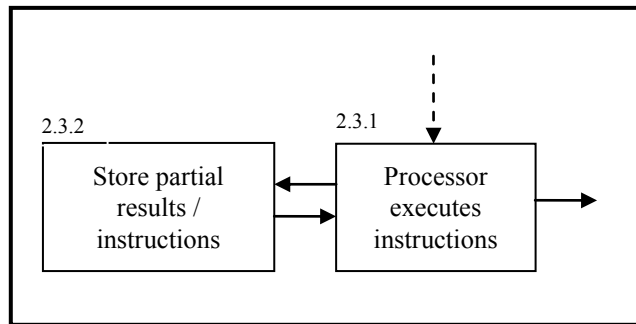 2.3.2
Store partial
results /
instructions
2.3.1
Processor
executes
instructions